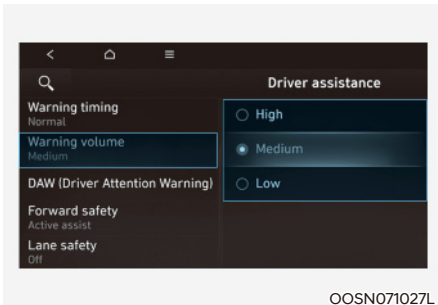 Driver assistance
Warning timing
Normal
Warning volume
Medium
DAW (Driver Attention Warning)
Forward safety
Active assist
Lane safety
Off
High
Medium
Low
OOSN071027L